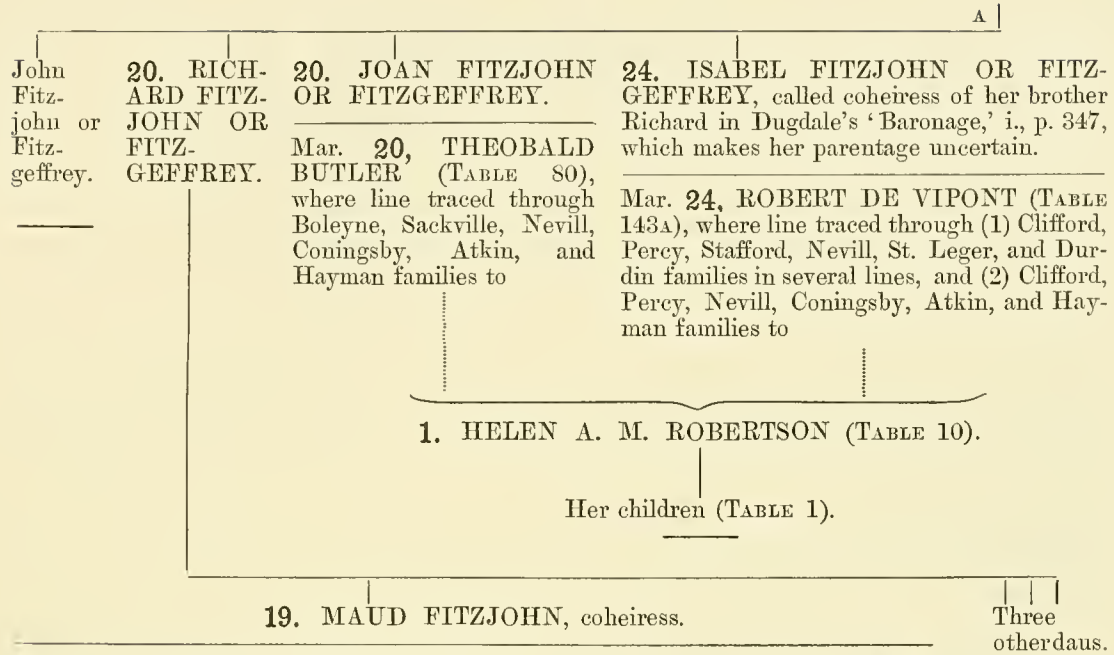 A
John
Fitz-
john or
Fitz-
geffrey.
20. RICH-
ARD FITZ-
JOHN OR
FITZ-
GEFFREY.
20. JOAN FITZJOHN
OR FITZGEFFREY.
Mar. 20, THEOBALD
BUTLER (TABLE 80),
where line traced through
Boleyne, Sackville, Nevill,
Coningsby, Atkin, and
Hayman families to
24. ISABEL FITZJOHN OR FITZ-
GEFFREY, called coheiress of her brother
Richard in Dugdale's ‘Baronage,’ i., p. 347,
which makes her parentage uncertain.
Mar. 24, ROBERT DE VIPONT (TABLE
143A), where line traced through (1) Clifford,
Percy, Stafford, Nevill, St. Leger, and Dur-
din families in several lines, and (2) Clifford,
Percy, Nevill, Coningsby, Atkin, and Hay-
man families to
1. HELEN A. M. ROBERTSON (TABLE 10).
Her children (TABLE 1).
19. MAUD FITZJOHN, coheiress.
Three
other daus.